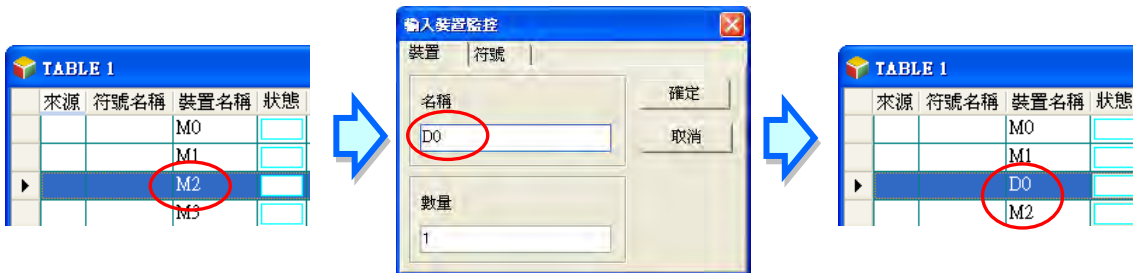 TABLE 1
來源 符號名稱 裝置名稱 狀態
M0
M1
M2
M3
輸入裝置監控
裝置 符號
名稱
D0
數量
1
確定
取消
TABLE 1
來源 符號名稱 裝置名稱 狀態
M0
M1
D0
M2